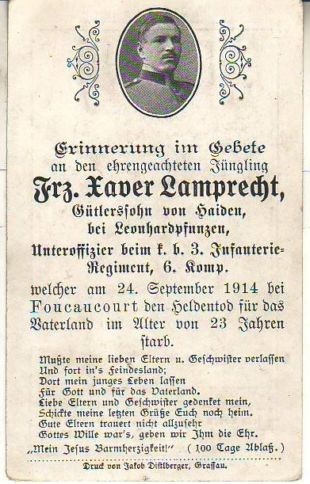 Erinnerung im Gebete
an den ehrengeachteten Jüngling
Frz. Xaver Lamprecht,
Gütlerssohn von Haiden,
bei Leonhardpfunzen,
Unteroffizier beim k. b. 3. Infanterie-
Regiment, 6. Komp.
welcher am 24. September 1914 bei
Foucaucourt den Heldentod für das
Vaterland im Alter von 23 Jahren
starb.
Mußte meine lieben Eltern u. Geschwister verlassen
Und fort in's Feindesland;
Dort mein junges Leben lassen
Für Gott und für das Vaterland.
Liebe Eltern und Geschwister gedenket mein,
Schickte meine letzten Grüße Euch noch heim.
Gute Eltern trauert nicht allzusehr
Gottes Wille war's, geben wir Ihm die Ehr.
„Mein Jesus Barmherzigkeit!" (100 Tage Ablaß.)
Druck von Jakob Distlberger, Grassau.